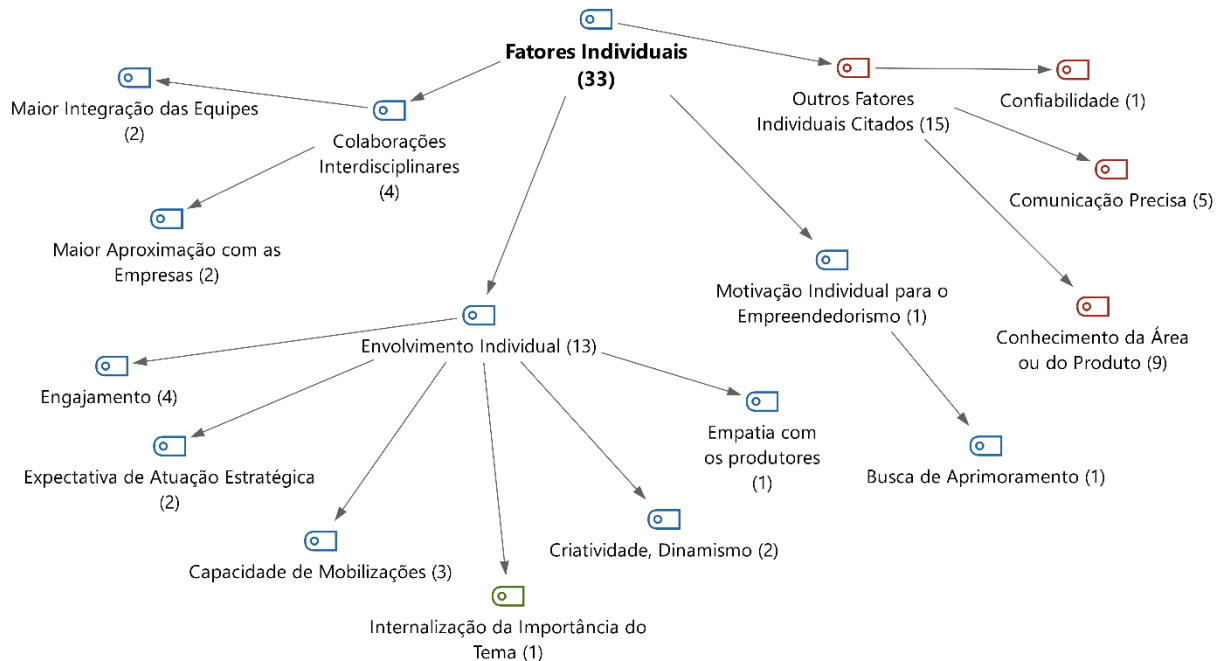 Fatores Individuais
(33)
Maior Integração das Equipes
(2)
Colaborações
Interdisciplinares
(4)
Maior Aproximação com as
Empresas (2)
Outros Fatores
Individuais Citados (15)
Confiabilidade (1)
Comunicação Precisa (5)
Conhecimento da Área
ou do Produto (9)
Motivação Individual para o
Empreendedorismo (1)
Busca de Aprimoramento (1)
Envolvimento Individual (13)
Engajamento (4)
Expectativa de Atuação Estratégica
(2)
Capacidade de Mobilizações (3)
Internalização da Importância do
Tema (1)
Criatividade, Dinamismo (2)
Empatia com
os produtores
(1)